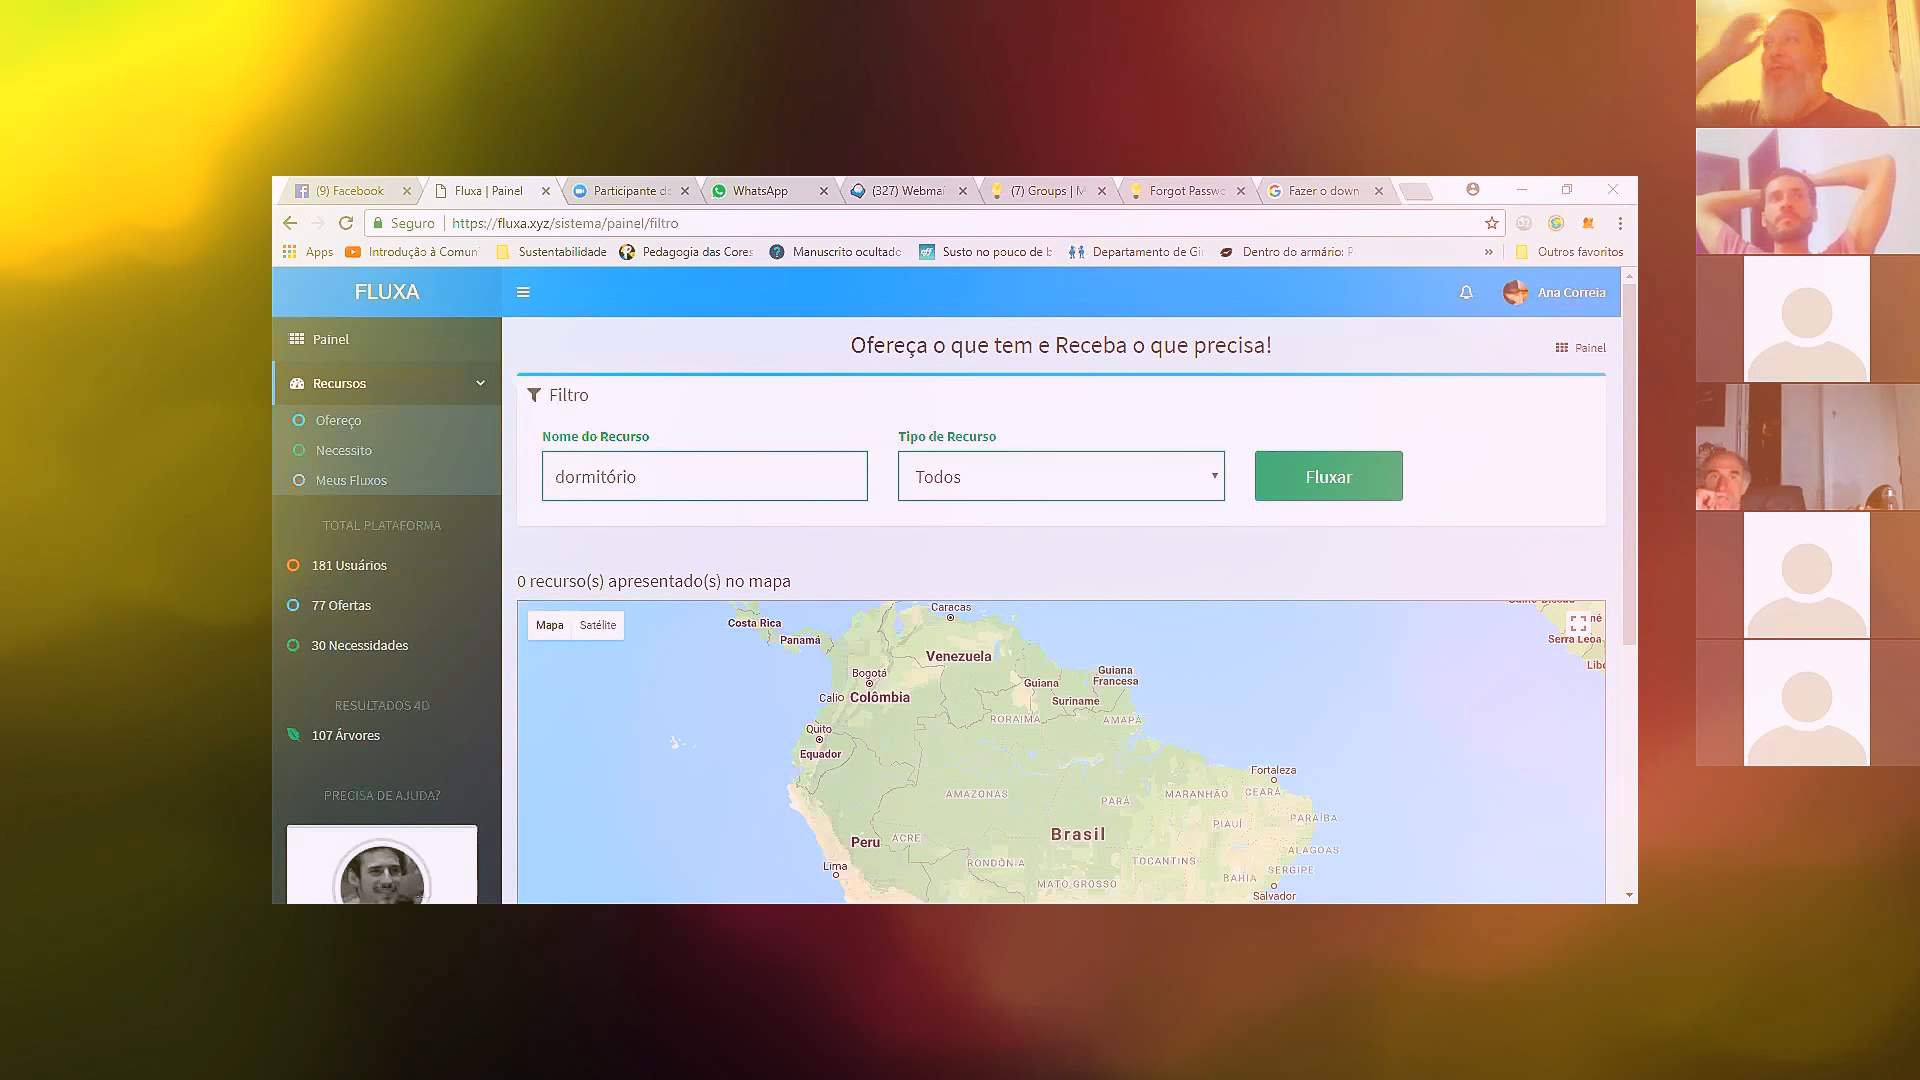 (9) Facebook
Fluxa | Painel
Participante d
WhatsApp
(327) Webmai
(7) Groups | M
Forgot Passwo
Fazer o down
Seguro
https://fluxa.xyz/sistema/painel/filtro
Apps
Introdução à Comun
Sustentabilidade
Pedagogia das Cores
Manuscrito ocultado
Susto no pouco de b
Departamento de Gi
Dentro do armário: P
»
Outros favoritos
FLUXA
Ana Correia
Painel
Recursos
Ofereço
Necessito
Meus Fluxos
TOTAL PLATAFORMA
181 Usuários
77 Ofertas
30 Necessidades
RESULTADOS 4D
107 Árvores
PRECISA DE AJUDA?
Ofereça o que tem e Receba o que precisa!
Painel
Filtro
Nome do Recurso
Tipo de Recurso
dormitório
Todos
Fluxar
0 recurso(s) apresentado(s) no mapa
Mapa
Satélite
Caracas
Costa Rica
Panamá
Venezuela
Serra Leoa
Libé
Bogotá
Guiana
Guiana
Francesa
Calio
Colômbia
Suriname
RORAIMA
AMAPÁ
Quito
Equador
Fortaleza
AMAZONAS
PARÁ
MARANHÃO
CEARÁ
PARAÍBA
PIAUÍ
Peru
ACRE
Brasil
ALAGOAS
Lima
RONDÔNIA
TOCANTINS
SERGIPE
MATO GROSSO
BAHIA
Salvador